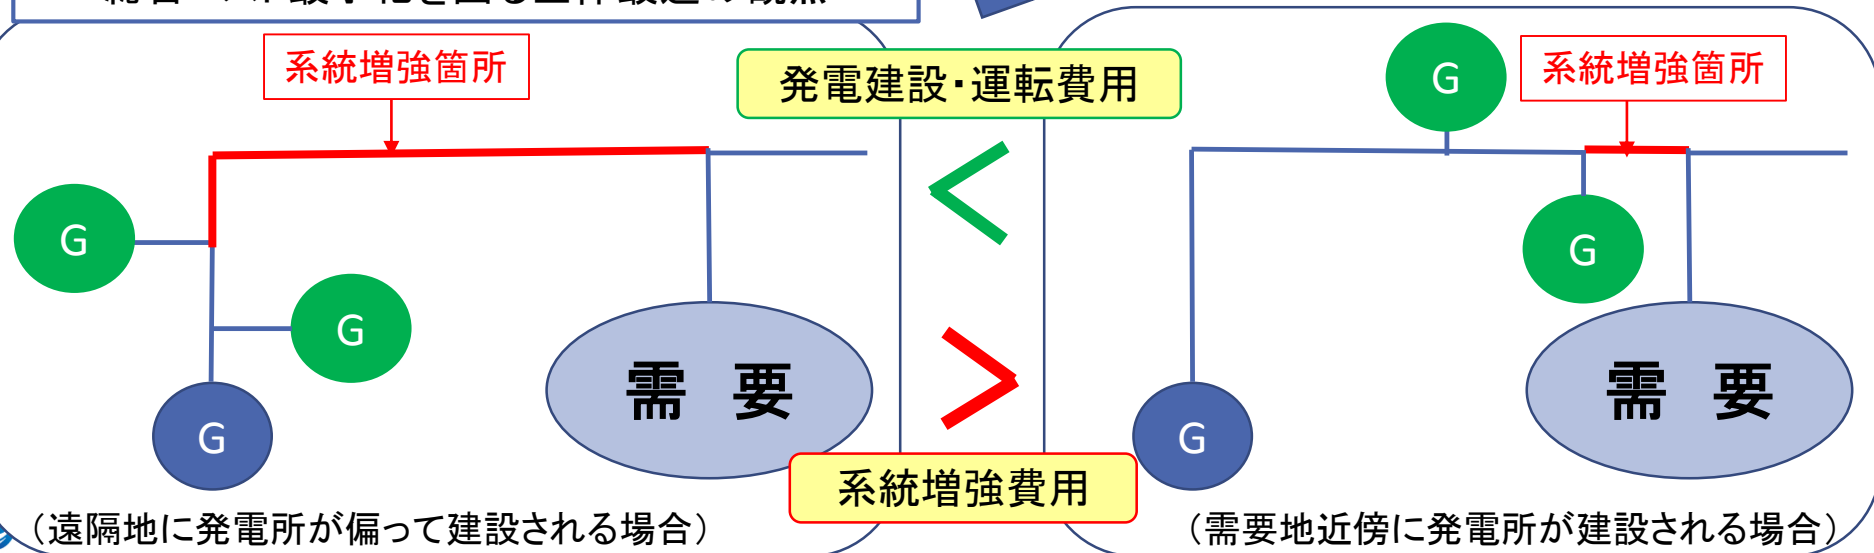 系統増強箇所
発電建設・運転費用
G
系統増強箇所
G
G
G
G
需 要
需 要
G
G
系統増強費用
（遠隔地に発電所が偏って建設される場合）
（需要地近傍に発電所が建設される場合）